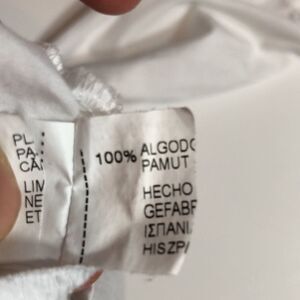 PL
PA
CA
LIM
NE
ET
100% ALGODO
PAMUT
HECHO
GEFABR
ΙΣΠΑΝΙ
HISZPA